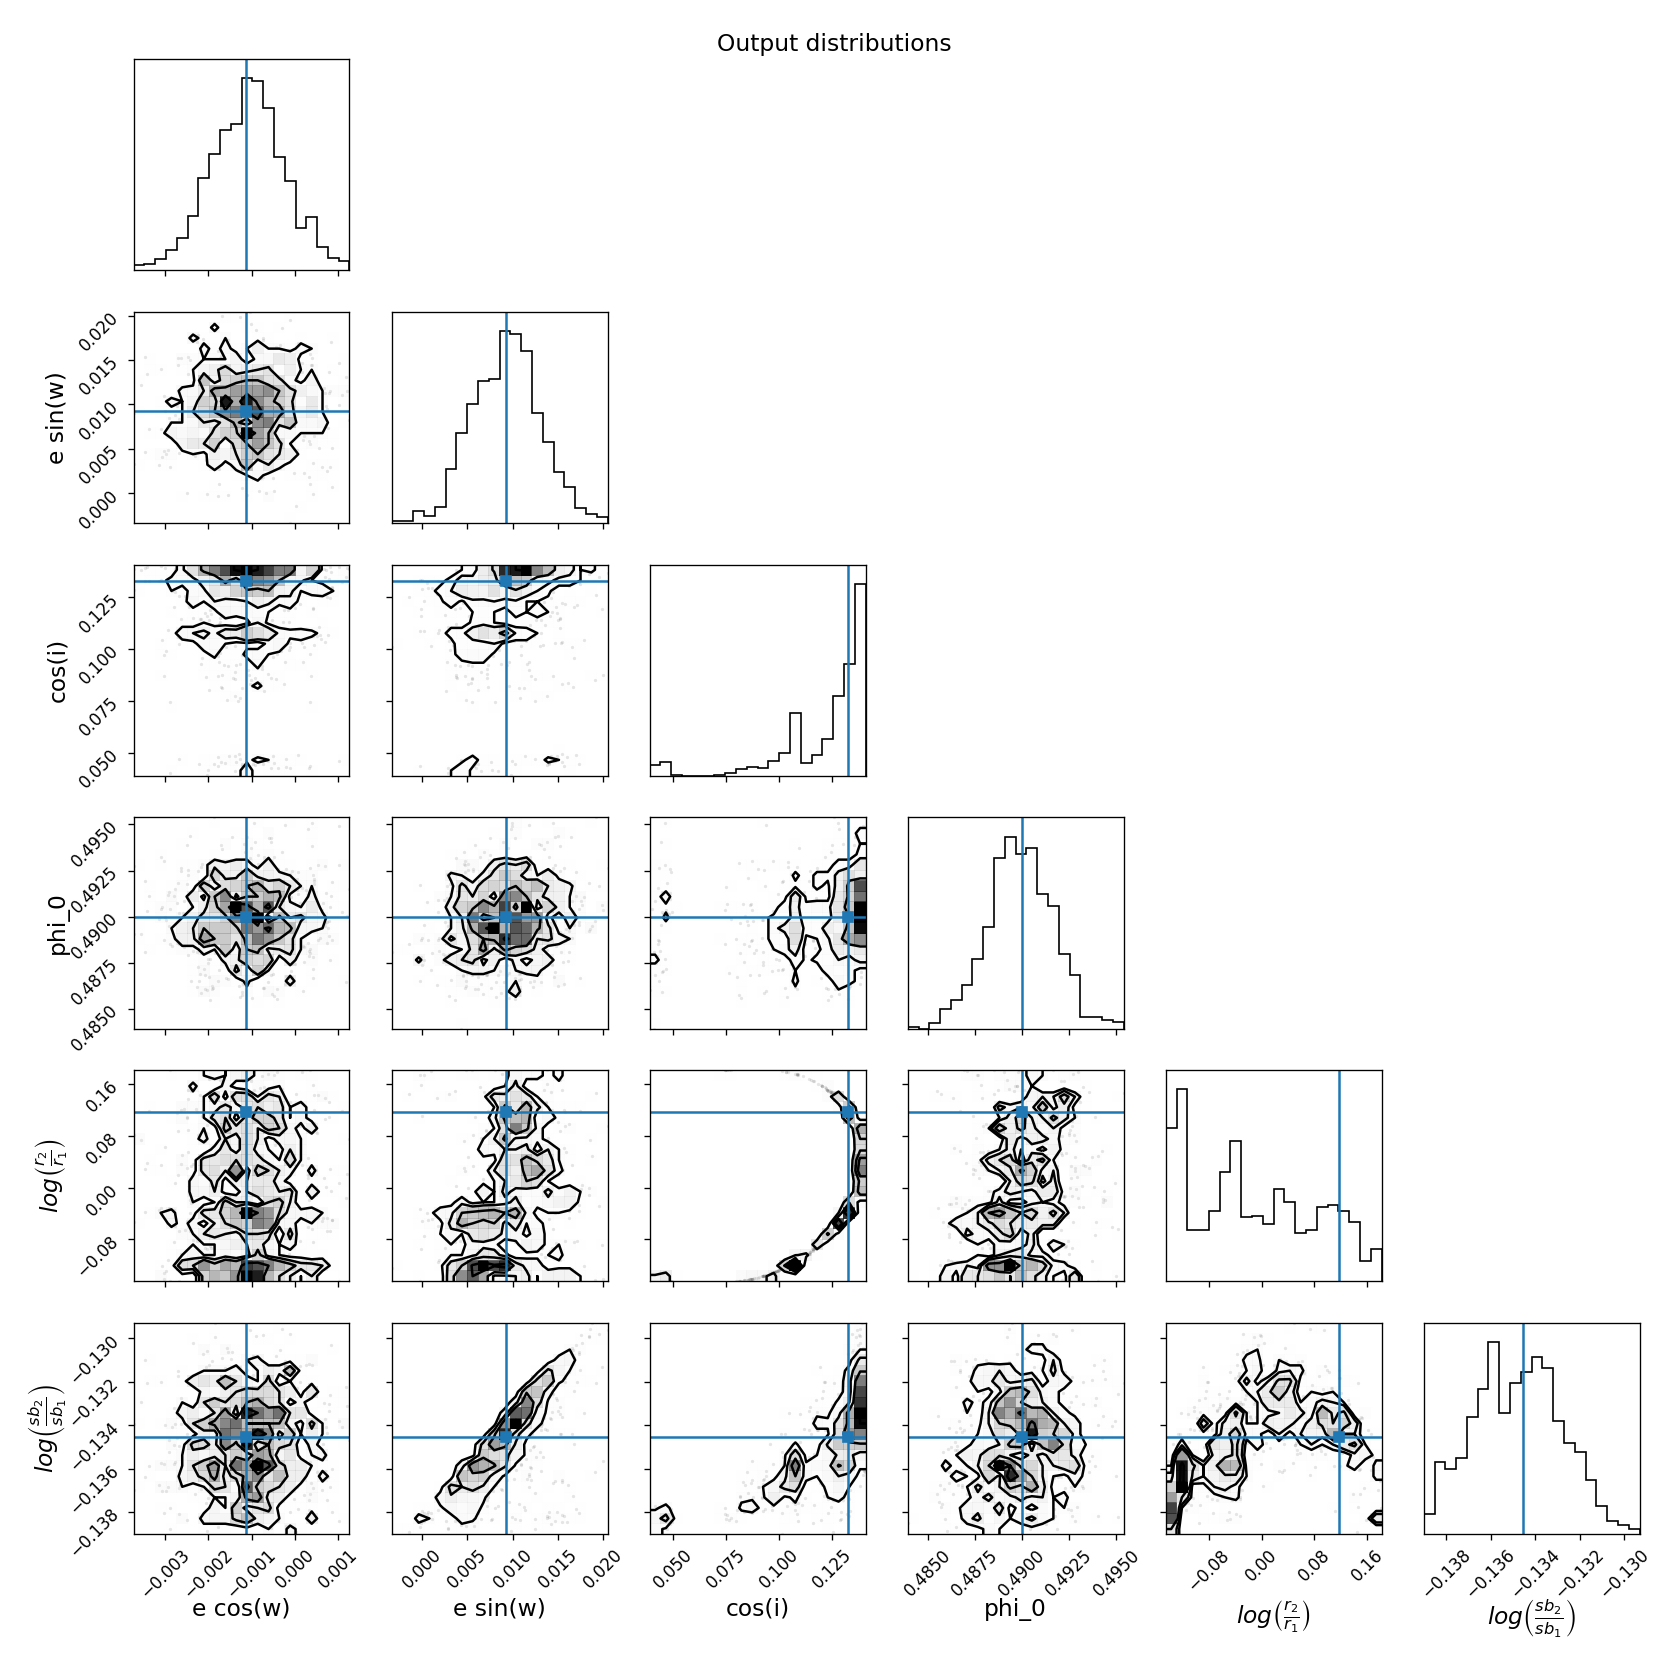 Output distributions
e sin(w)
0.020
0.015
0.010
0.005
0.000
cos(i)
0.125
0.100
0.075
0.050
phi_0
0.4950
0.4925
0.4900
0.4875
0.4850
log(r2/r1)
0.16
0.08
0.00
−0.08
log(sb2/sb1)
−0.130
−0.132
−0.134
−0.136
−0.138
−0.003 −0.002 −0.001 0.000 0.001
0.000 0.005 0.010 0.015 0.020
0.050 0.075 0.100 0.125
0.4850 0.4875 0.4900 0.4925 0.4950
−0.08 0.00 0.08 0.16
−0.138 −0.136 −0.134 −0.132 −0.130
e cos(w) e sin(w) cos(i) phi_0 log(r2/r1) log(sb2/sb1)